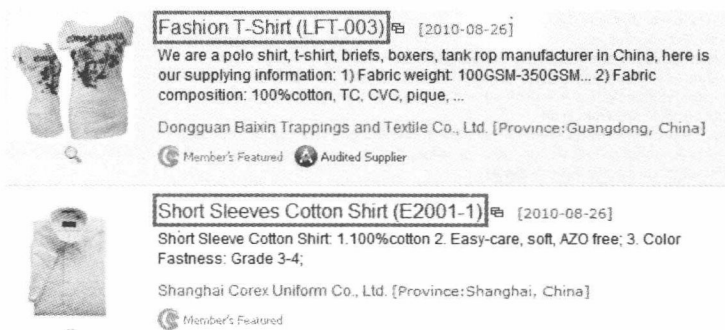 Fashion T-Shirt (LFT-003) [2010-08-26]
We are a polo shirt, t-shirt, briefs, boxers, tank rop manufacturer in China, here is
our supplying information: 1) Fabric weight: 100GSM-350GSM... 2) Fabric
composition: 100%cotton, TC, CVC, pique, ...
Dongguan Baixin Trappings and Textile Co., Ltd. [Province:Guangdong, China]
Member's Featured Audited Supplier
Short Sleeves Cotton Shirt (E2001-1) [2010-08-26]
Short Sleeve Cotton Shirt: 1.100%cotton 2. Easy-care, soft, AZO free; 3. Color
Fastness: Grade 3-4;
Shanghai Corex Uniform Co., Ltd. [Province:Shanghai, China]
Member's Featured